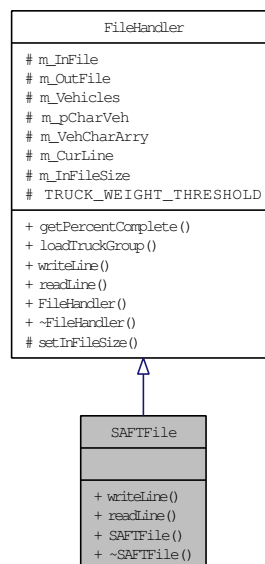 FileHandler
# m_InFile
# m_OutFile
# m_Vehicles
# m_pCharVeh
# m_VehCharArry
# m_CurLine
# m_InFileSize
# TRUCK_WEIGHT_THRESHOLD
+ getPercentComplete()
+ loadTruckGroup()
+ writeLine()
+ readLine()
+ FileHandler()
+ ~FileHandler()
# setInFileSize()
SAFTFile
+ writeLine()
+ readLine()
+ SAFTFile()
+ ~SAFTFile()